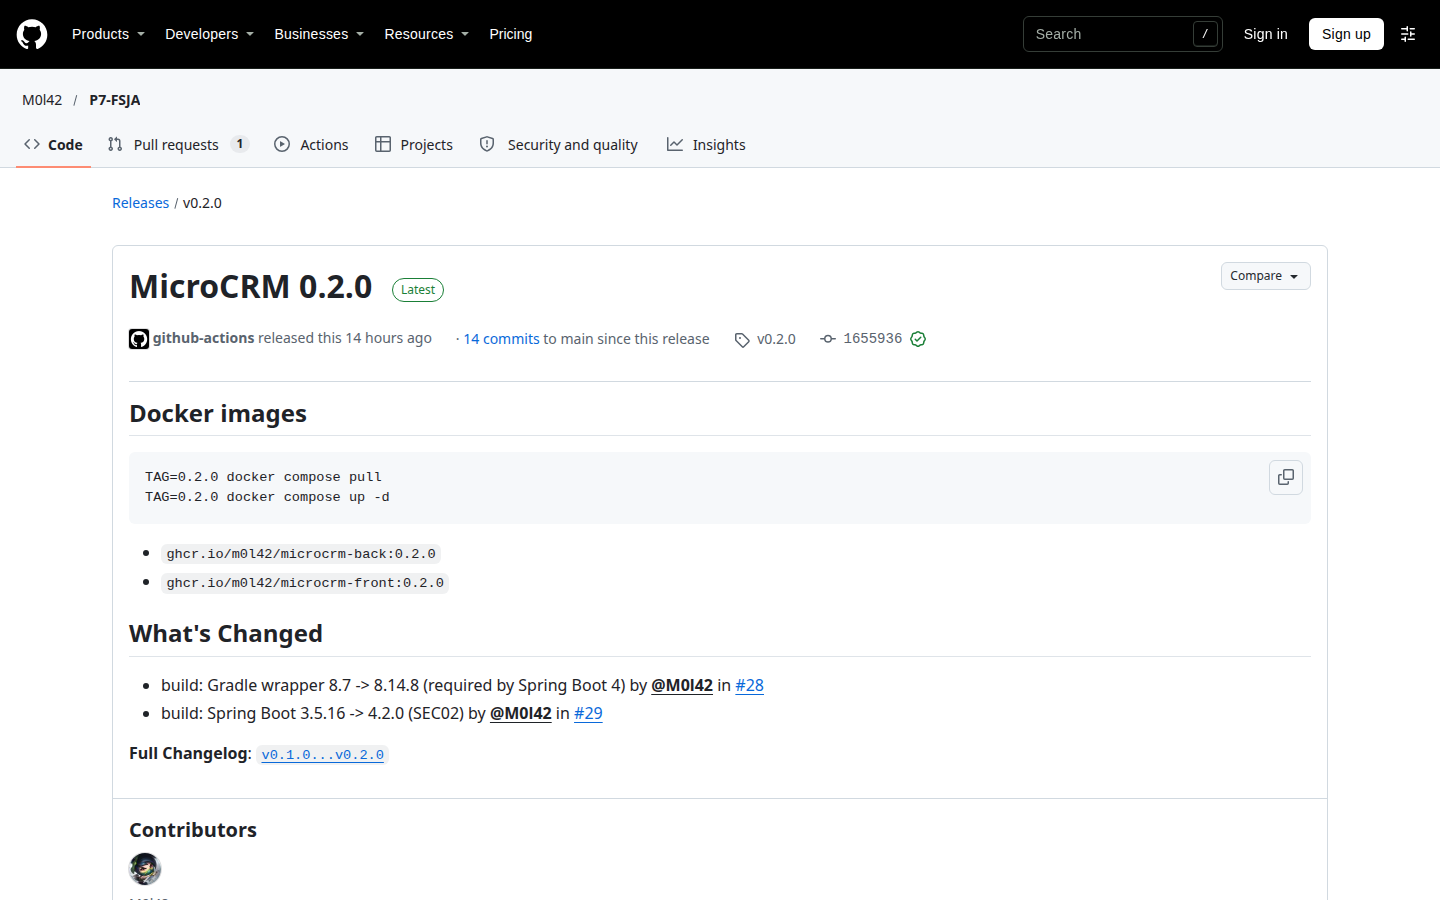 Products
Developers
Businesses
Resources
Pricing
Search
/
Sign in
Sign up
M0l42 / P7-FSJA
Code
Pull requests 1
Actions
Projects
Security and quality
Insights
Releases / v0.2.0
MicroCRM 0.2.0 Latest
Compare
github-actions released this 14 hours ago · 14 commits to main since this release v0.2.0 1655936
Docker images
TAG=0.2.0 docker compose pull
TAG=0.2.0 docker compose up -d
ghcr.io/m0l42/microcrm-back:0.2.0
ghcr.io/m0l42/microcrm-front:0.2.0
What's Changed
build: Gradle wrapper 8.7 -> 8.14.8 (required by Spring Boot 4) by @M0l42 in #28
build: Spring Boot 3.5.16 -> 4.2.0 (SEC02) by @M0l42 in #29
Full Changelog: v0.1.0...v0.2.0
Contributors